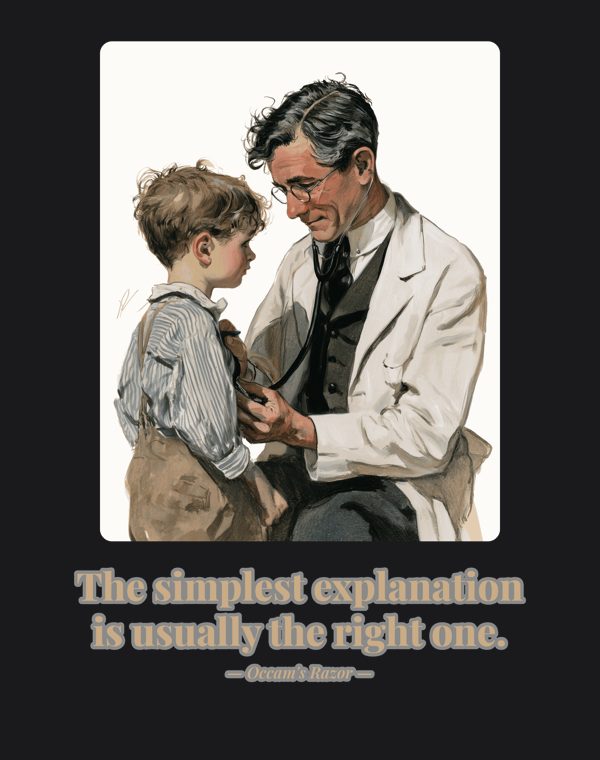 The simplest explanation
is usually the right one.
— Occam's Razor —